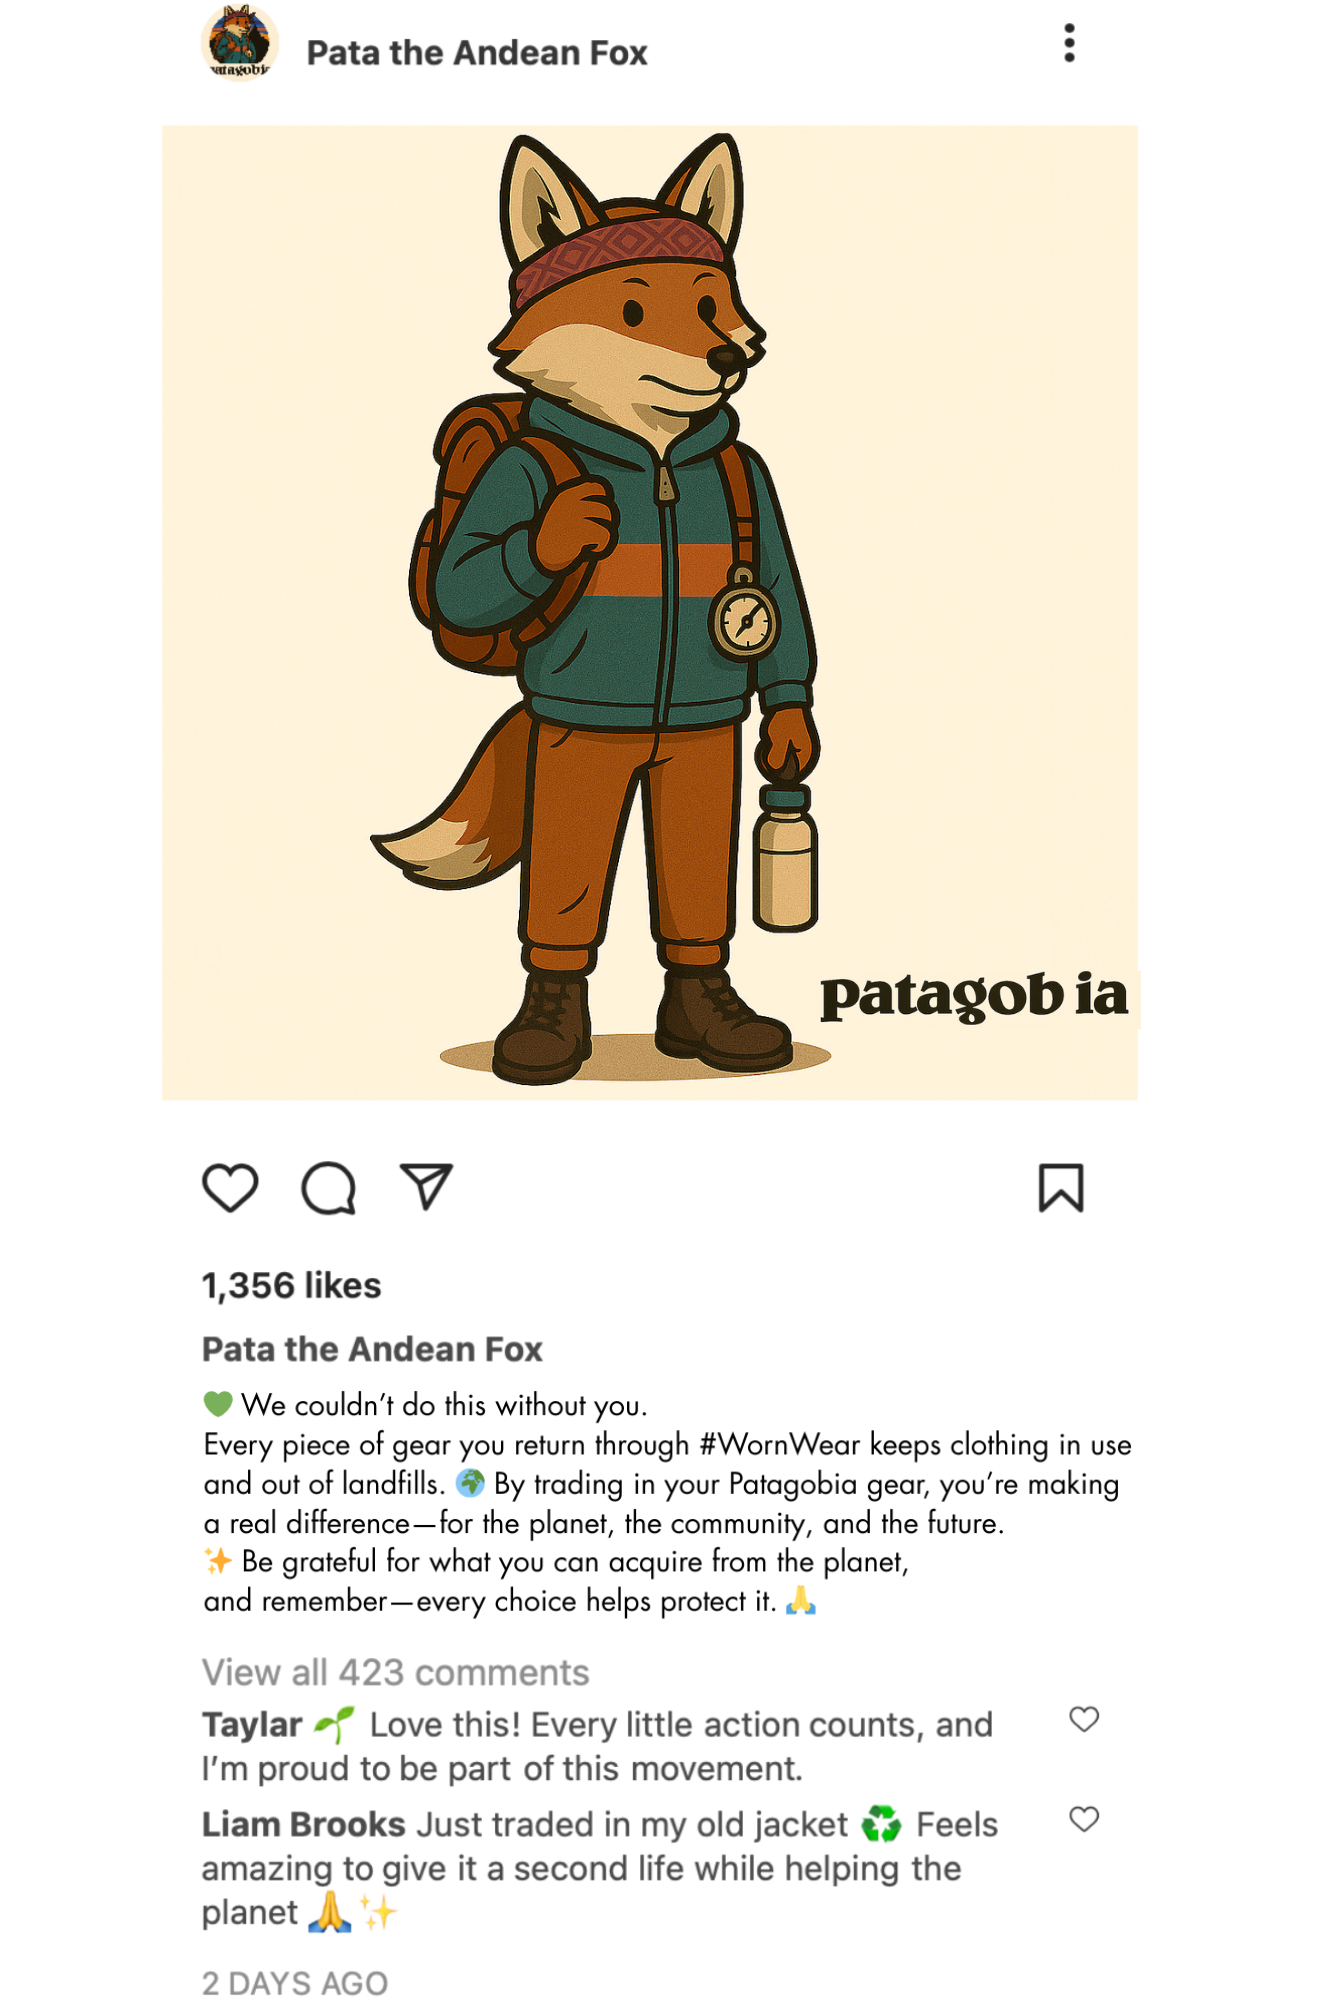 patagobia
Pata the Andean Fox
patagob ia
1,356 likes
Pata the Andean Fox
💚 We couldn’t do this without you.
Every piece of gear you return through #WornWear keeps clothing in use
and out of landfills. 🌍 By trading in your Patagobia gear, you’re making
a real difference—for the planet, the community, and the future.
✨ Be grateful for what you can acquire from the planet,
and remember—every choice helps protect it. 🙏
View all 423 comments
Taylar 🌱 Love this! Every little action counts, and
I’m proud to be part of this movement.
Liam Brooks Just traded in my old jacket ♻️ Feels
amazing to give it a second life while helping the
planet 🙏✨
2 DAYS AGO